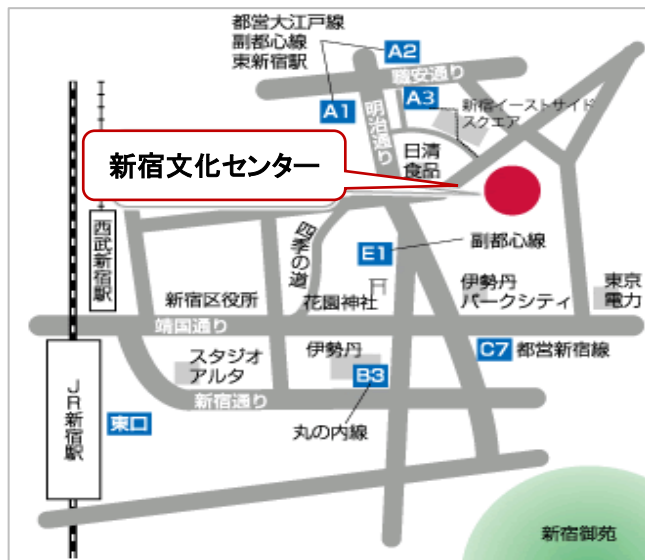 都営大江戸線
副都心線
東新宿駅
A2
職安通り
A1
A3
明治通り
新宿イーストサイド
スクエア
日清
食品
新宿文化センター
西武新宿駅
四季の道
E1
副都心線
新宿区役所
花園神社
伊勢丹
パークシティ
東京
電力
靖国通り
スタジオ
アルタ
伊勢丹
C7 都営新宿線
B3
新宿通り
JR新宿駅
東口
丸の内線
新宿御苑